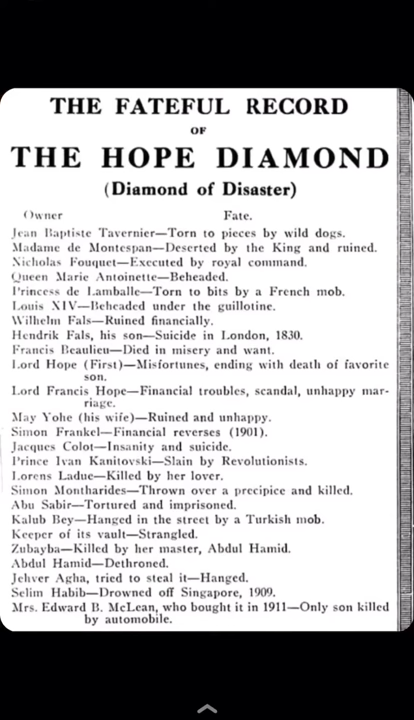 THE FATEFUL RECORD
OF
THE HOPE DIAMOND
(Diamond of Disaster)
Owner Fate.
Jean Baptiste Tavernier—Torn to pieces by wild dogs.
Madame de Montespan—Deserted by the King and ruined.
Nicholas Fouquet—Executed by royal command.
Queen Marie Antoinette—Beheaded.
Princess de Lamballe—Torn to bits by a French mob.
Louis XIV—Beheaded under the guillotine.
Wilhelm Fals—Ruined financially.
Hendrik Fals, his son—Suicide in London, 1830.
Francis Beaulieu—Died in misery and want.
Lord Hope (First)—Misfortunes, ending with death of favorite
son.
Lord Francis Hope—Financial troubles, scandal, unhappy mar-
riage.
May Yohe (his wife)—Ruined and unhappy.
Simon Frankel—Financial reverses (1901).
Jacques Colot—Insanity and suicide.
Prince Ivan Kanitovski—Slain by Revolutionists.
Lorens Ladue—Killed by her lover.
Simon Montharides—Thrown over a precipice and killed.
Abu Sabir—Tortured and imprisoned.
Kalub Bey—Hanged in the street by a Turkish mob.
Keeper of its vault—Strangled.
Zubayba—Killed by her master, Abdul Hamid.
Abdul Hamid—Dethroned.
Jehver Agha, tried to steal it—Hanged.
Selim Habib—Drowned off Singapore, 1909.
Mrs. Edward B. McLean, who bought it in 1911—Only son killed
by automobile.